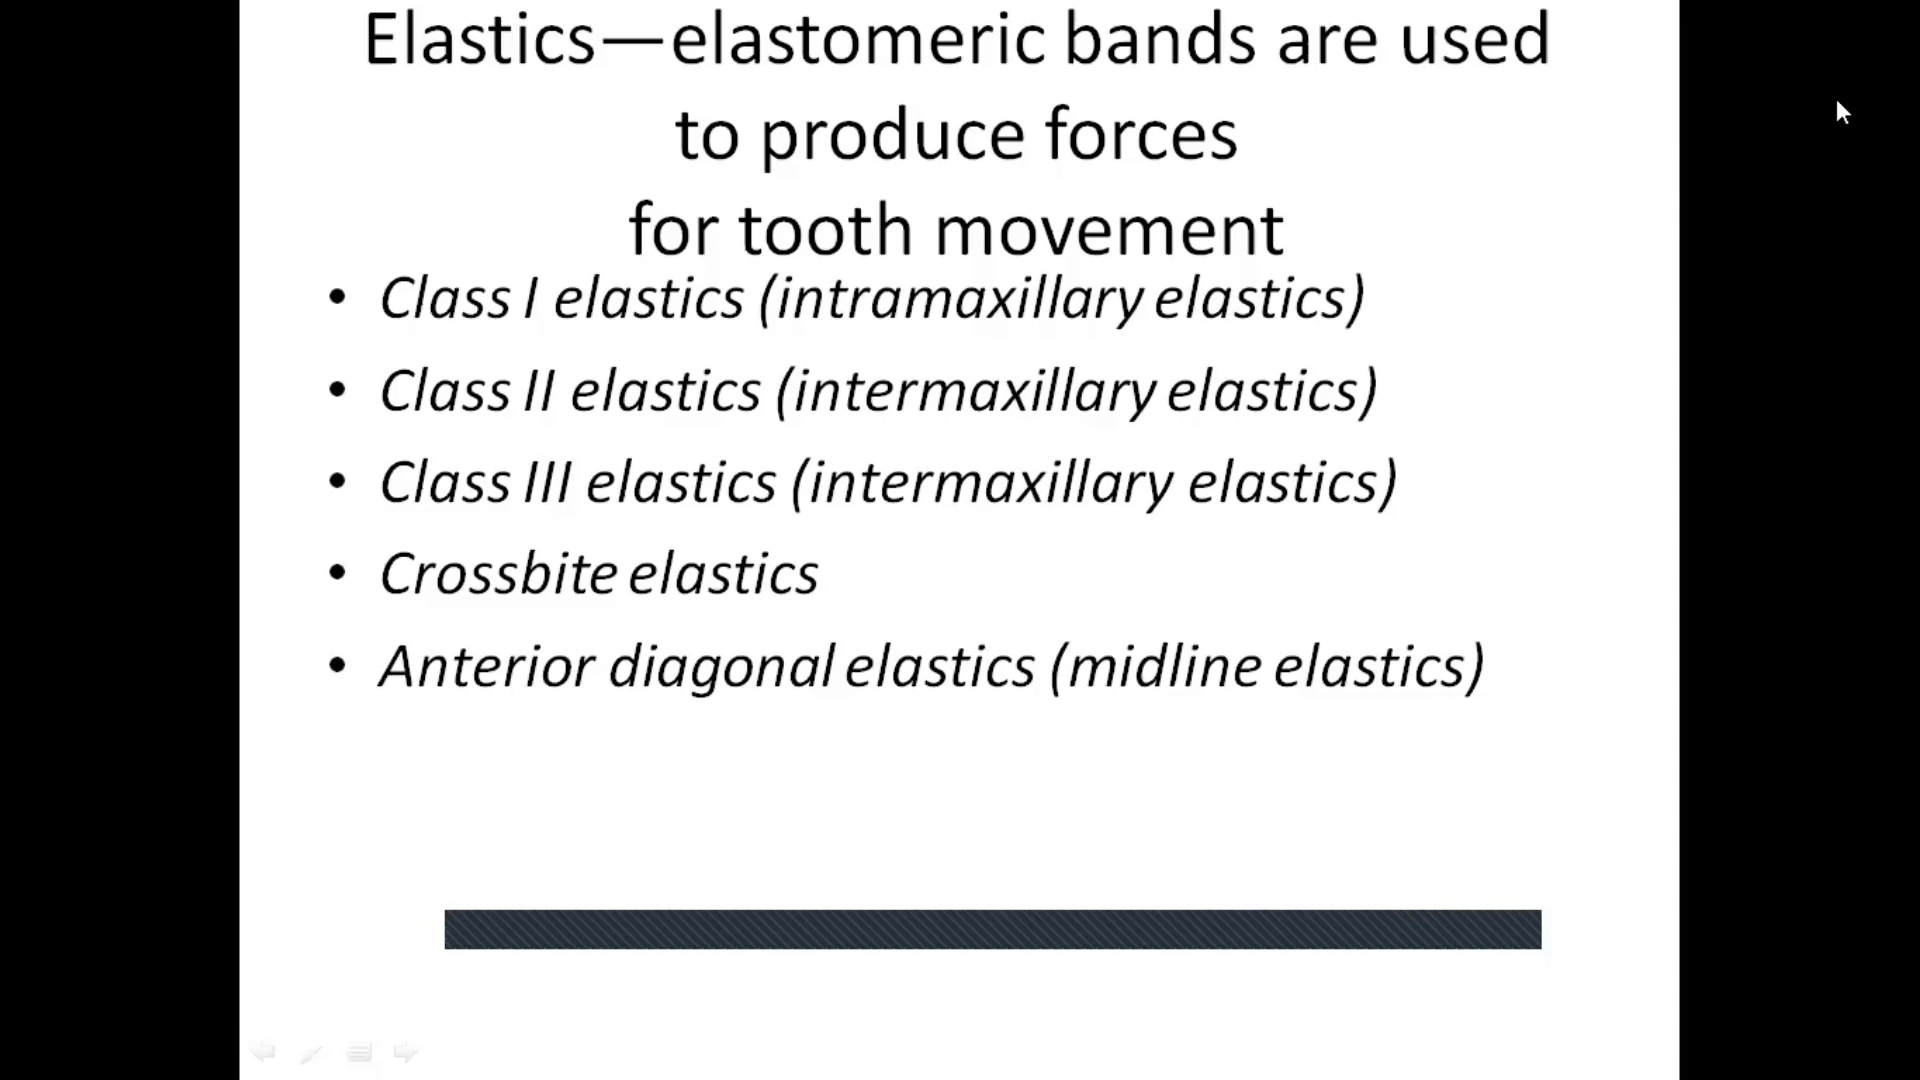 Elastics—elastomeric bands are used
to produce forces
for tooth movement
• Class I elastics (intramaxillary elastics)
• Class II elastics (intermaxillary elastics)
• Class III elastics (intermaxillary elastics)
• Crossbite elastics
• Anterior diagonal elastics (midline elastics)